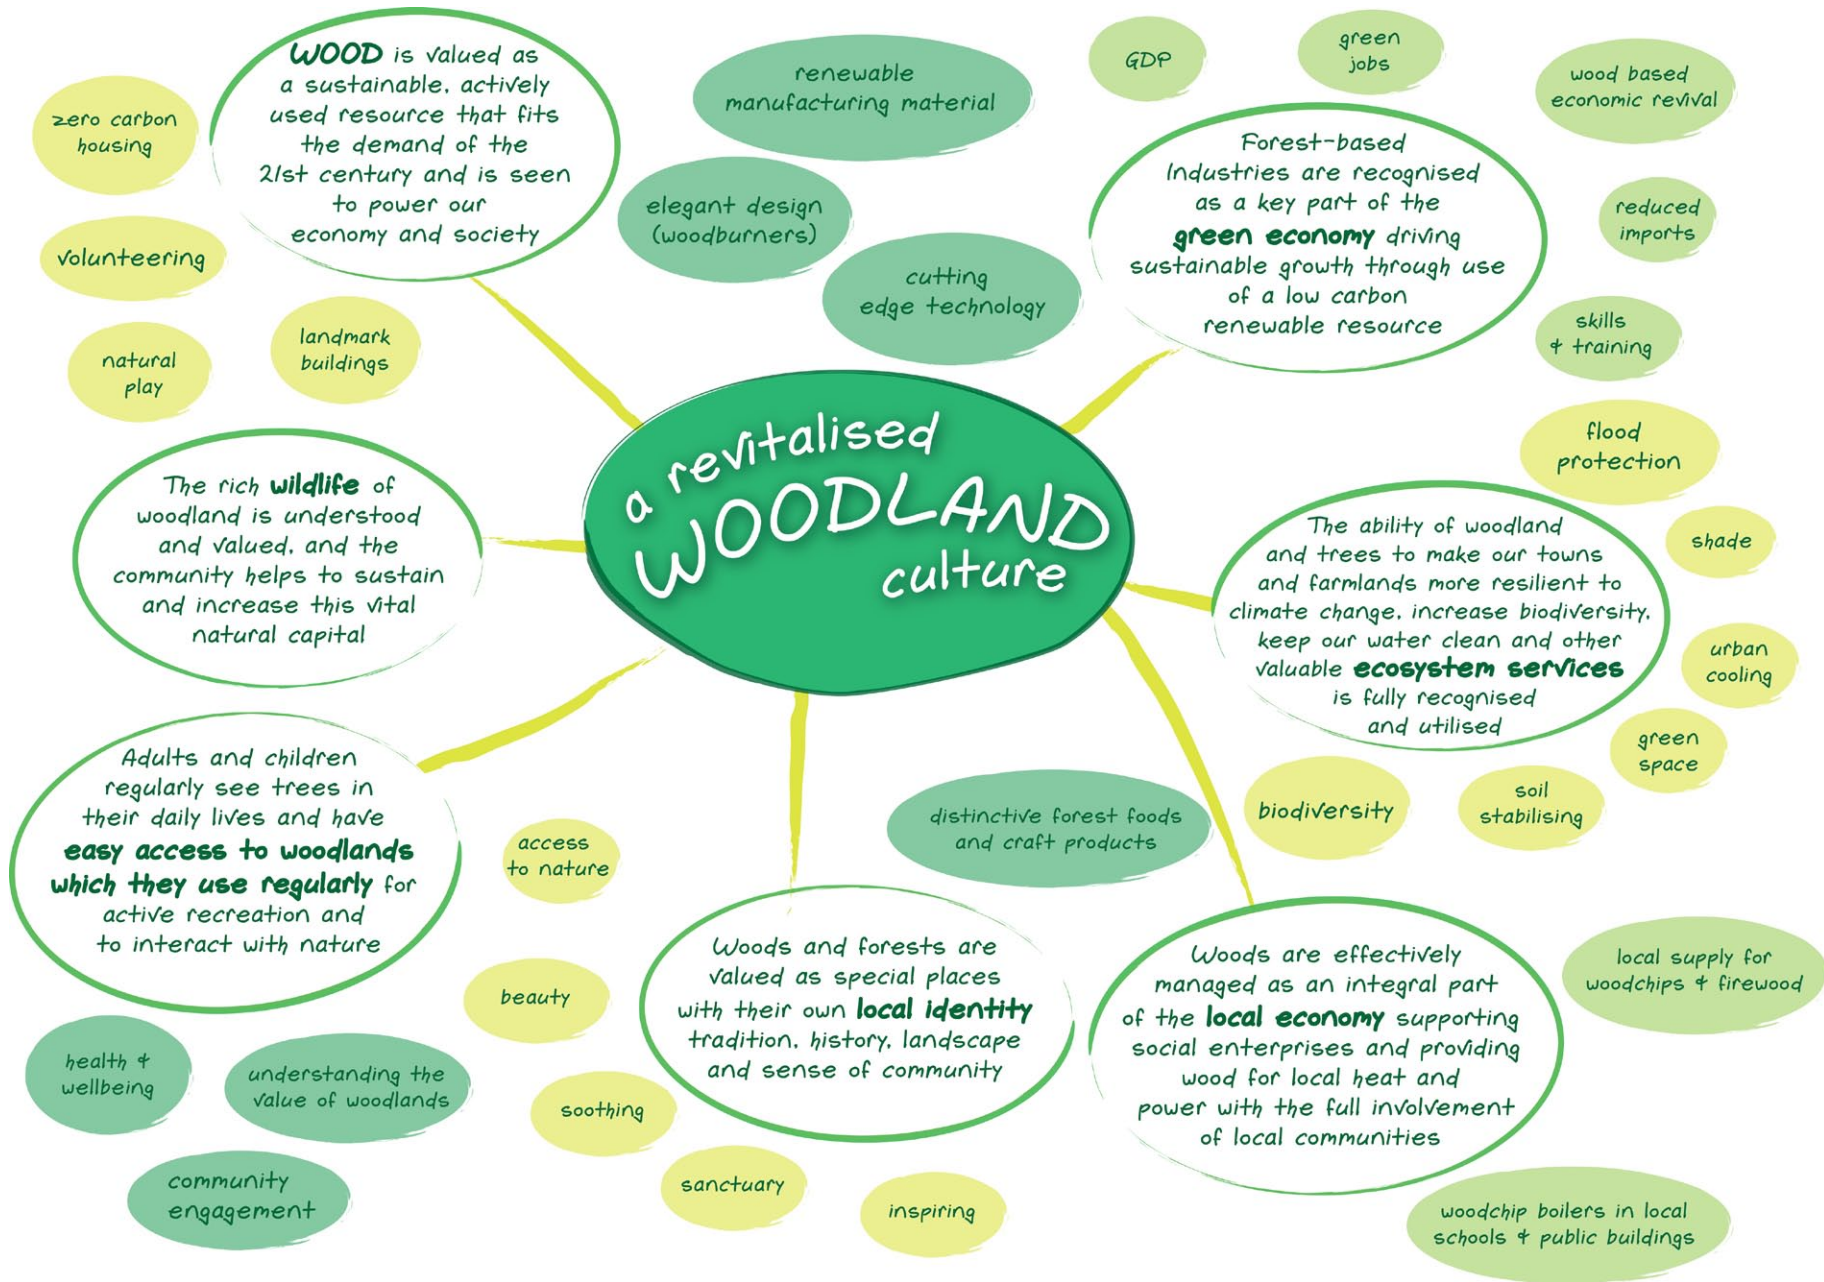 a revitalised
WOODLAND
culture
WOOD is valued as
a sustainable, actively
used resource that fits
the demand of the
21st century and is seen
to power our
economy and society
zero carbon
housing
volunteering
natural
play
landmark
buildings
renewable
manufacturing material
elegant design
(woodburners)
cutting
edge technology
GDP
green
jobs
wood based
economic revival
Forest-based
Industries are recognised
as a key part of the
green economy driving
sustainable growth through use
of a low carbon
renewable resource
reduced
imports
skills
& training
flood
protection
The ability of woodland
and trees to make our towns
and farmlands more resilient to
climate change, increase biodiversity,
keep our water clean and other
valuable ecosystem services
is fully recognised
and utilised
shade
urban
cooling
green
space
soil
stabilising
biodiversity
The rich wildlife of
woodland is understood
and valued, and the
community helps to sustain
and increase this vital
natural capital
Adults and children
regularly see trees in
their daily lives and have
easy access to woodlands
which they use regularly for
active recreation and
to interact with nature
health &
wellbeing
understanding the
value of woodlands
community
engagement
access
to nature
beauty
soothing
sanctuary
inspiring
distinctive forest foods
and craft products
Woods and forests are
valued as special places
with their own local identity
tradition, history, landscape
and sense of community
Woods are effectively
managed as an integral part
of the local economy supporting
social enterprises and providing
wood for local heat and
power with the full involvement
of local communities
local supply for
woodchips & firewood
woodchip boilers in local
schools & public buildings